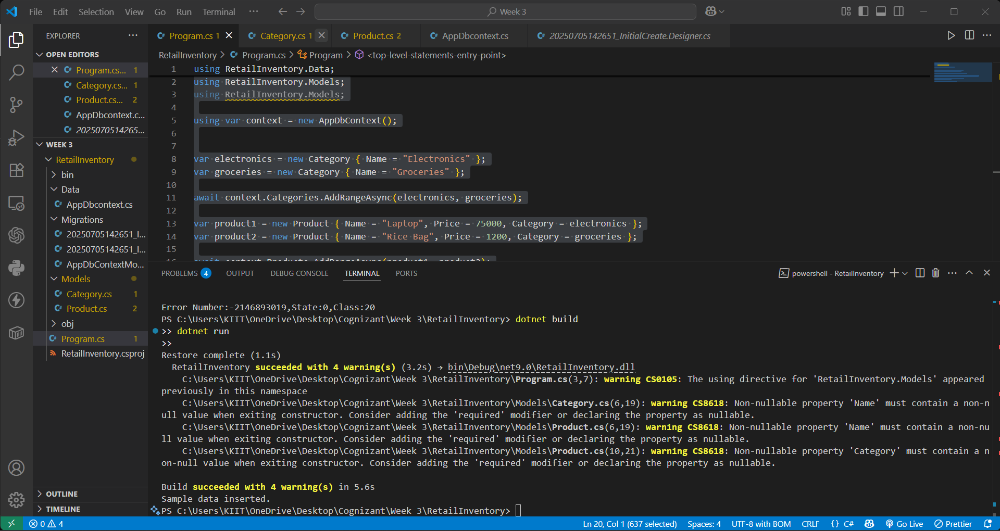 File Edit Selection View Go Run Terminal ··· Week 3
EXPLORER ···
OPEN EDITORS
Program.cs... 1
Category.cs... 1
Product.cs... 2
AppDbcontext.c...
2025070514265...
WEEK 3
RetailInventory
bin
Data
AppDbcontext.cs
Migrations
20250705142651_I...
20250705142651_I...
AppDbContextMo...
Models
Category.cs 1
Product.cs 2
obj
Program.cs 1
RetailInventory.csproj
OUTLINE
TIMELINE
Program.cs 1 Category.cs 1 Product.cs 2 AppDbcontext.cs 20250705142651_InitialCreate.Designer.cs
RetailInventory > Program.cs > Program > <top-level-statements-entry-point>
1 using RetailInventory.Data;
2 using RetailInventory.Models;
3 using RetailInventory.Models;
4
5 using var context = new AppDbContext();
6
7
8 var electronics = new Category { Name = "Electronics" };
9 var groceries = new Category { Name = "Groceries" };
10
11 await context.Categories.AddRangeAsync(electronics, groceries);
12
13 var product1 = new Product { Name = "Laptop", Price = 75000, Category = electronics };
14 var product2 = new Product { Name = "Rice Bag", Price = 1200, Category = groceries };
15
16 await context.Products.AddRangeAsync(product1, product2);
PROBLEMS 4 OUTPUT DEBUG CONSOLE TERMINAL PORTS powershell - RetailInventory
Error Number:-2146893019,State:0,Class:20
PS C:\Users\KIIT\OneDrive\Desktop\Cognizant\Week 3\RetailInventory> dotnet build
>> dotnet run
>>
Restore complete (1.1s)
RetailInventory succeeded with 4 warning(s) (3.2s) → bin\Debug\net9.0\RetailInventory.dll
C:\Users\KIIT\OneDrive\Desktop\Cognizant\Week 3\RetailInventory\Program.cs(3,7): warning CS0105: The using directive for 'RetailInventory.Models' appeared
previously in this namespace
C:\Users\KIIT\OneDrive\Desktop\Cognizant\Week 3\RetailInventory\Models\Category.cs(6,19): warning CS8618: Non-nullable property 'Name' must contain a non-n
ull value when exiting constructor. Consider adding the 'required' modifier or declaring the property as nullable.
C:\Users\KIIT\OneDrive\Desktop\Cognizant\Week 3\RetailInventory\Models\Product.cs(6,19): warning CS8618: Non-nullable property 'Name' must contain a non-nu
ll value when exiting constructor. Consider adding the 'required' modifier or declaring the property as nullable.
C:\Users\KIIT\OneDrive\Desktop\Cognizant\Week 3\RetailInventory\Models\Product.cs(10,21): warning CS8618: Non-nullable property 'Category' must contain a n
on-null value when exiting constructor. Consider adding the 'required' modifier or declaring the property as nullable.
Build succeeded with 4 warning(s) in 5.6s
Sample data inserted.
PS C:\Users\KIIT\OneDrive\Desktop\Cognizant\Week 3\RetailInventory>
0 4 Ln 20, Col 1 (637 selected) Spaces: 4 UTF-8 with BOM CRLF {} C# Go Live Prettier